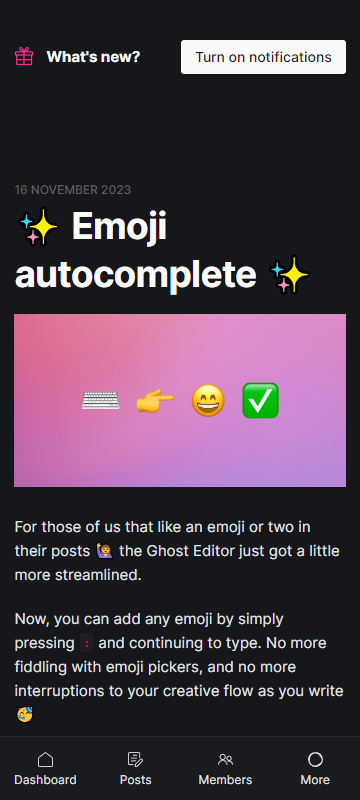 What's new?
Turn on notifications
16 NOVEMBER 2023
✨ Emoji
autocomplete ✨
⌨️ 👉 😄 ✅
For those of us that like an emoji or two in
their posts 🙋‍♀️ the Ghost Editor just got a little
more streamlined.
Now, you can add any emoji by simply
pressing : and continuing to type. No more
fiddling with emoji pickers, and no more
interruptions to your creative flow as you write
🥳
Dashboard
Posts
Members
More